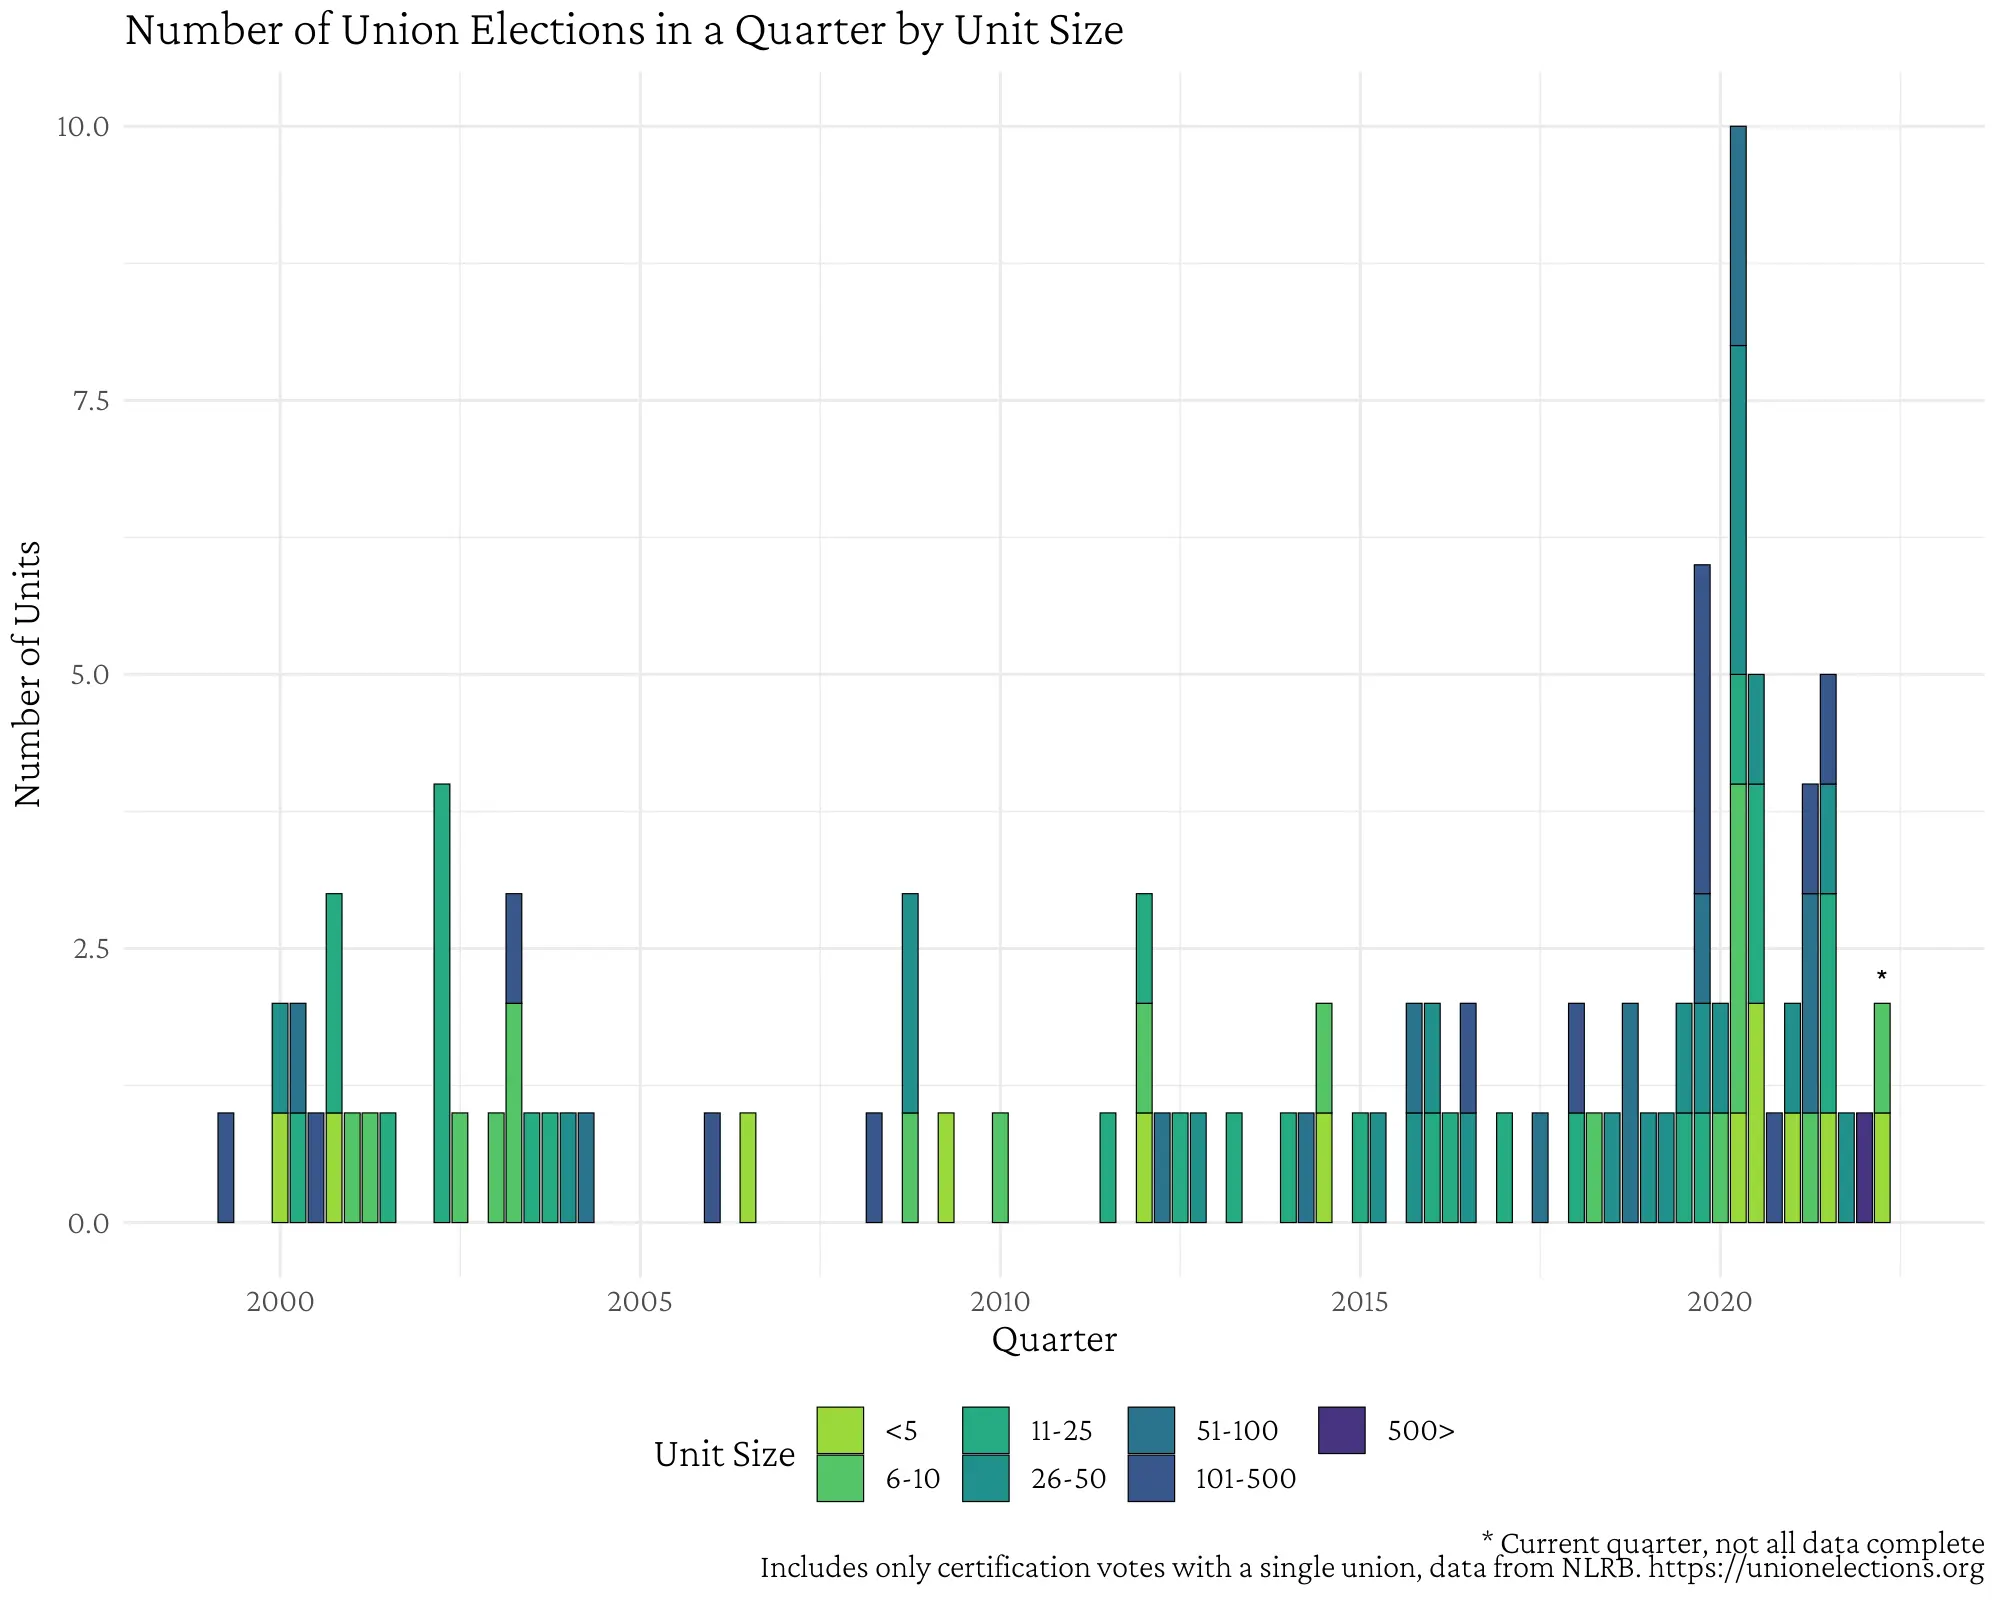 Number of Union Elections in a Quarter by Unit Size
Number of Units
10.0
7.5
5.0
2.5
0.0
*
2000 2005 2010 2015 2020
Quarter
Unit Size
<5 11-25 51-100 500>
6-10 26-50 101-500
* Current quarter, not all data complete
Includes only certification votes with a single union, data from NLRB. https://unionelections.org